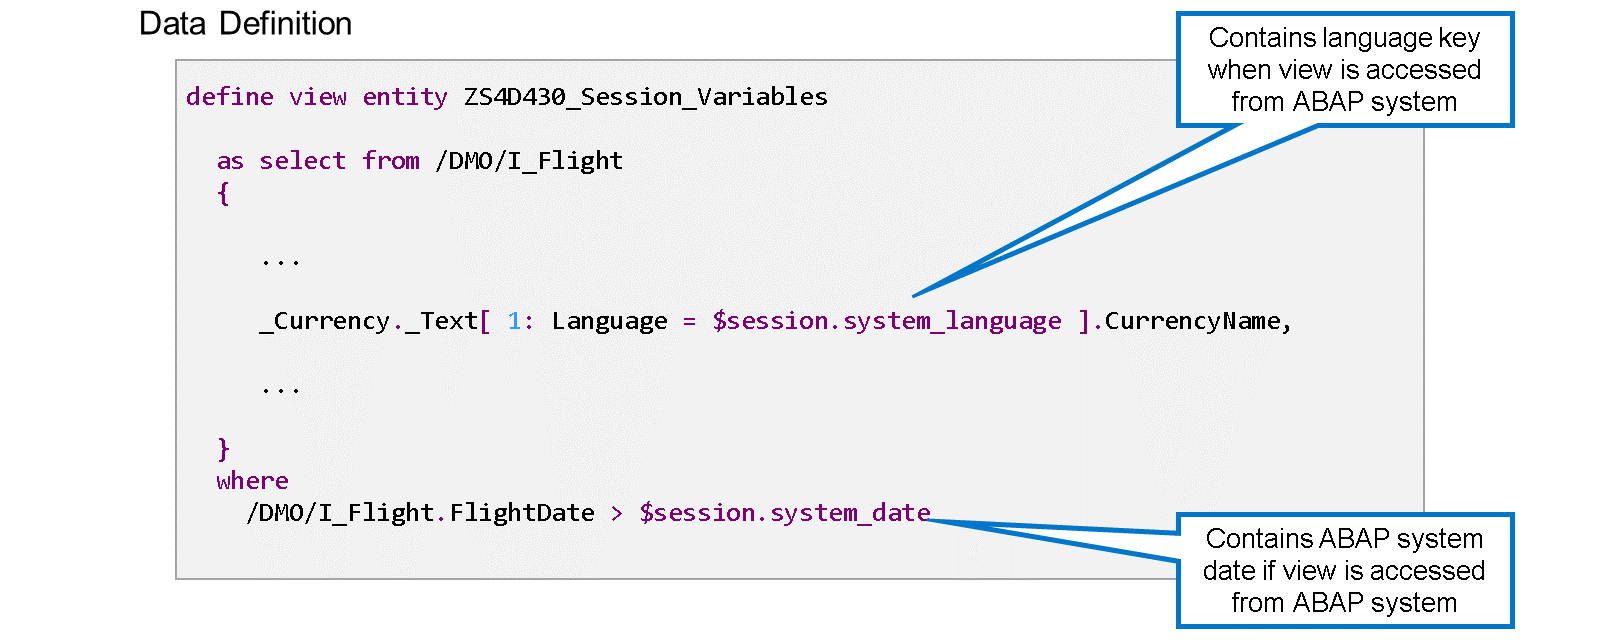 Data Definition
Contains language key
when view is accessed
from ABAP system
define view entity ZS4D430_Session_Variables
as select from /DMO/I_Flight
{
...
_Currency._Text[ 1: Language = $session.system_language ].CurrencyName,
...
}
where
/DMO/I_Flight.FlightDate > $session.system_date
Contains ABAP system
date if view is accessed
from ABAP system